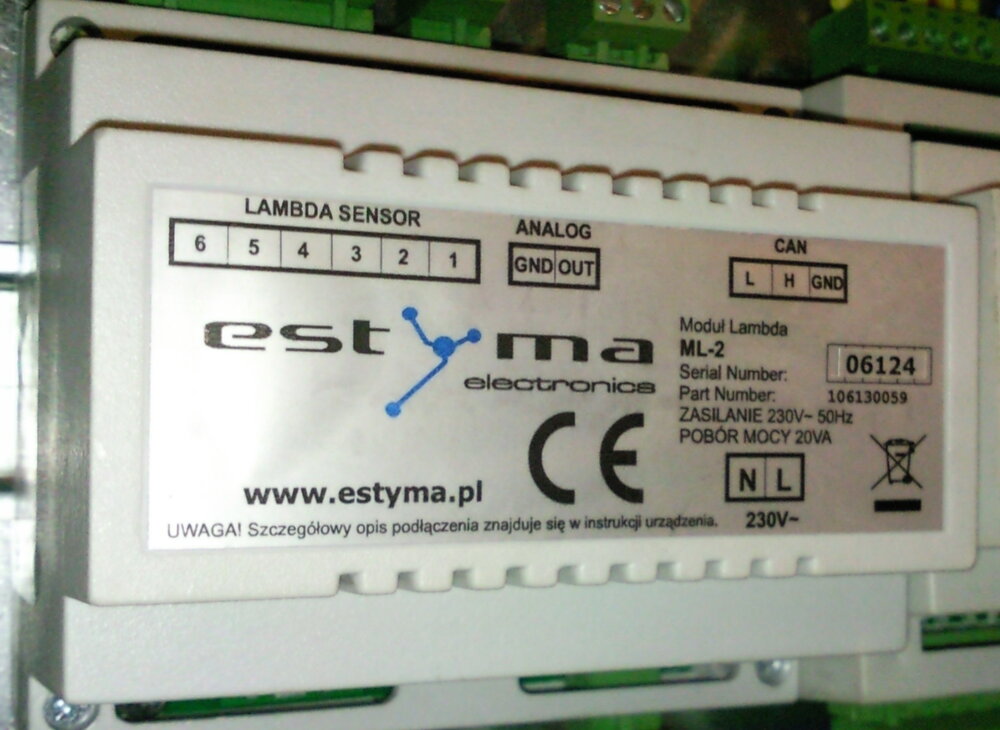 LAMBDA SENSOR
6 5 4 3 2 1
ANALOG
GND OUT
CAN
L H GND
estyma
electronics
Moduł Lambda
ML-2
Serial Number: 06124
Part Number: 106130059
ZASILANIE 230V~ 50Hz
POBÓR MOCY 20VA
CE
N L
230V~
www.estyma.pl
UWAGA! Szczegółowy opis podłączenia znajduje się w instrukcji urządzenia.